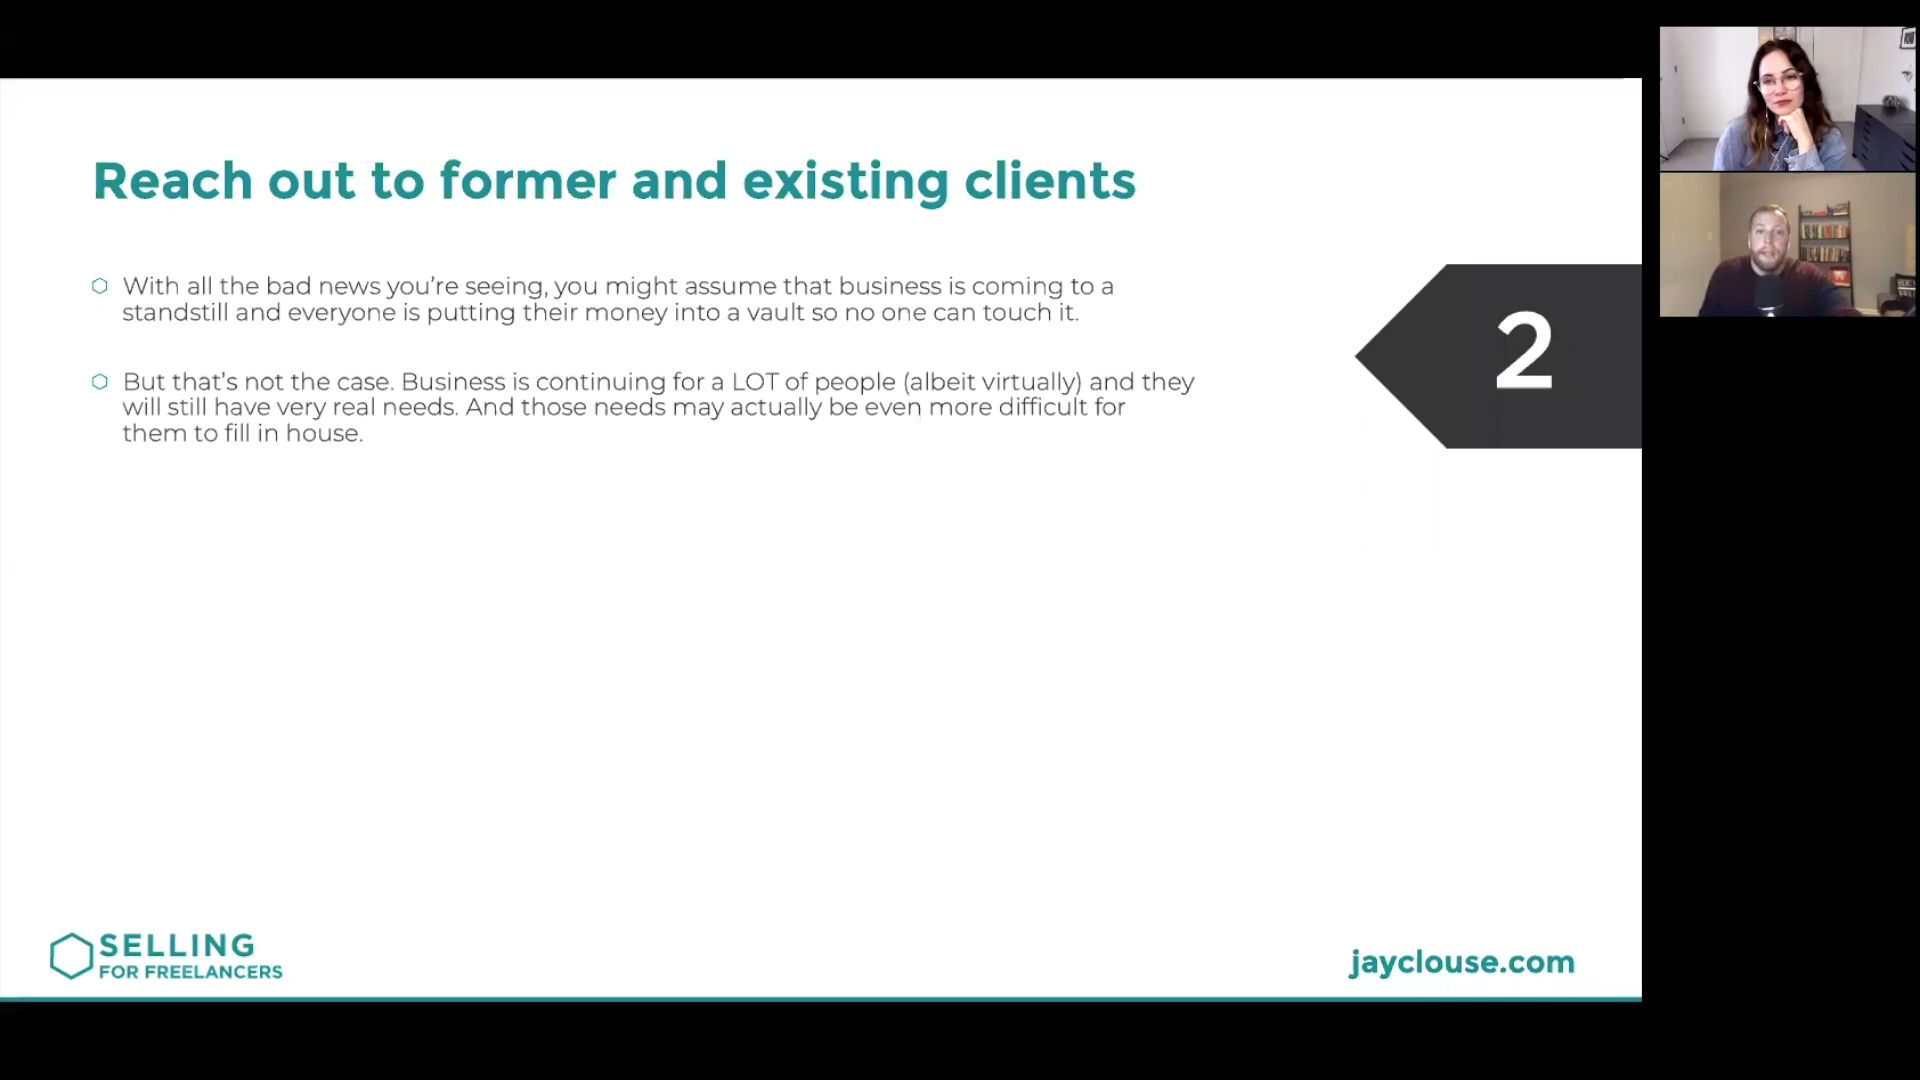 Reach out to former and existing clients
With all the bad news you’re seeing, you might assume that business is coming to a
standstill and everyone is putting their money into a vault so no one can touch it.
But that’s not the case. Business is continuing for a LOT of people (albeit virtually) and they
will still have very real needs. And those needs may actually be even more difficult for
them to fill in house.
2
SELLING
FOR FREELANCERS
jayclouse.com